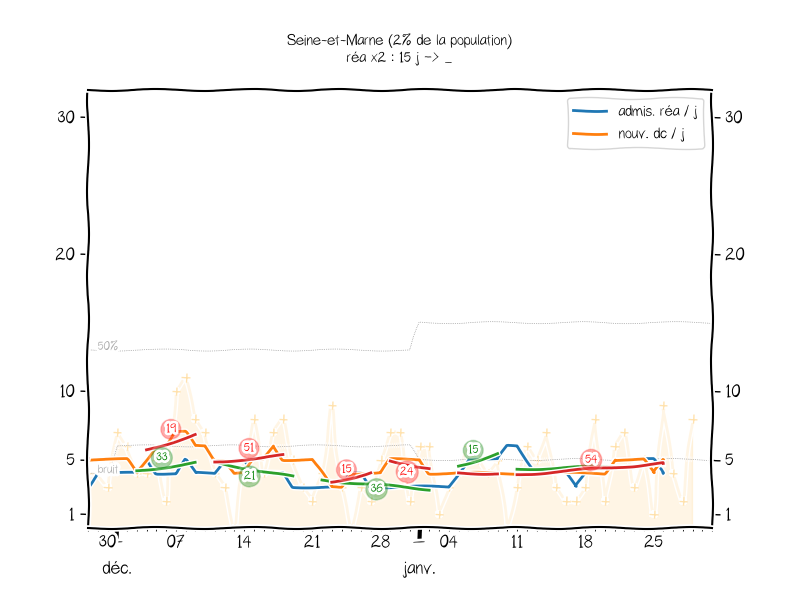 Seine-et-Marne (2% de la population)
réa x2 : 15 j -> _
admis. réa / j
nouv. dc / j
30 30
20 20
50%
10 10
19
51
33
21
15
24
36
15
54
5 5
bruit
1 1
30 07 14 21 28 04 11 18 25
déc. janv.